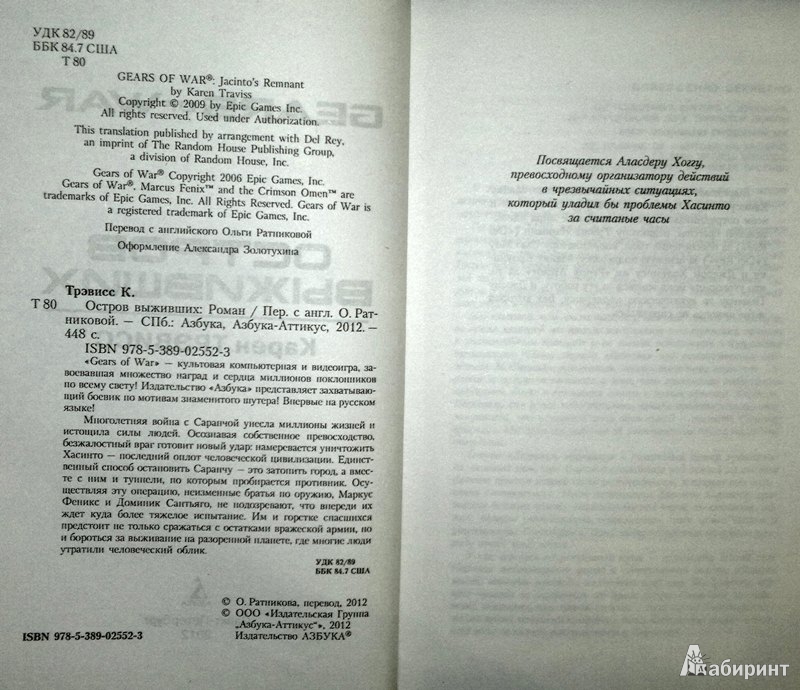 УДК 82/89
ББК 84.7 США
Т 80
GEARS OF WAR®: Jacinto's Remnant
by Karen Traviss
Copyright © 2009 by Epic Games Inc.
All rights reserved. Used under Authorization.
This translation published by arrangement with Del Rey,
an imprint of The Random House Publishing Group,
a division of Random House, Inc.
Gears of War® Copyright 2006 Epic Games, Inc.
Gears of War®, Marcus Fenix™ and the Crimson Omen™ are
trademarks of Epic Games, Inc. All Rights Reserved. Gears of War is
a registered trademark of Epic Games, Inc.
Перевод с английского Ольги Ратниковой
Оформление Александра Золотухина
Трэвисс К.
Т 80 Остров выживших: Роман / Пер. с англ. О. Рат-
никовой. — СПб.: Азбука, Азбука-Аттикус, 2012. —
448 с.
ISBN 978-5-389-02552-3
«Gears of War» — культовая компьютерная и видеоигра, за-
воевавшая множество наград и сердца миллионов поклонников
по всему свету! Издательство «Азбука» представляет захватываю-
щий боевик по мотивам знаменитого шутера! Впервые на русском
языке!
Многолетняя война с Саранчой унесла миллионы жизней и
истощила силы людей. Осознавая собственное превосходство,
безжалостный враг готовит новый удар: намеревается уничтожить
Хасинто — последний оплот человеческой цивилизации. Единст-
венный способ остановить Саранчу — это затопить город, а вмес-
те с ним и туннели, по которым пробирается противник. Осу-
ществляя эту операцию, неизменные братья по оружию, Маркус
Феникс и Доминик Сантьяго, не подозревают, что впереди их
ждет куда более тяжелое испытание. Им и горстке спасшихся
предстоит не только сражаться с остатками вражеской армии, но
и бороться за выживание на разоренной планете, где многие люди
утратили человеческий облик.
УДК 82/89
ББК 84.7 США
© О. Ратникова, перевод, 2012
© ООО «Издательская Группа
„Азбука-Аттикус“», 2012
Издательство АЗБУКА®
ISBN 978-5-389-02552-3
Посвящается Аласдеру Хоггу,
превосходному организатору действий
в чрезвычайных ситуациях,
который уладил бы проблемы Хасинто
за считаные часы
Лабиринт